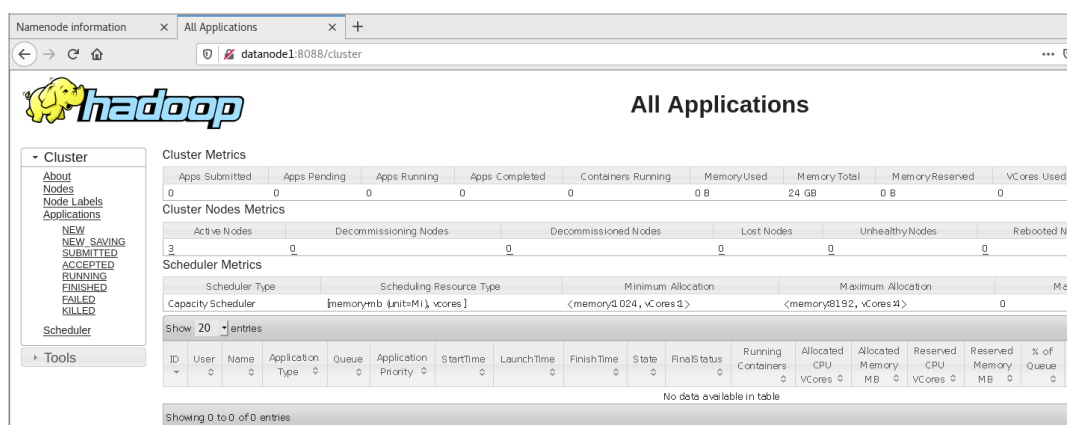 Namenode information × All Applications × +
datanode1:8088/cluster
hadoop
All Applications
Cluster
About
Nodes
Node Labels
Applications
NEW
NEW_SAVING
SUBMITTED
ACCEPTED
RUNNING
FINISHED
FAILED
KILLED
Scheduler
Tools
Cluster Metrics
Apps Submitted Apps Pending Apps Running Apps Completed Containers Running Memory Used Memory Total Memory Reserved VCores Used
0 0 0 0 0 0 B 24 GB 0 B 0
Cluster Nodes Metrics
Active Nodes Decommissioning Nodes Decommissioned Nodes Lost Nodes Unhealthy Nodes Rebooted N
3 0 0 0 0 0
Scheduler Metrics
Scheduler Type Scheduling Resource Type Minimum Allocation Maximum Allocation Ma
Capacity Scheduler [memory-mb (unit=Mi), vcores] <memory:1024, vCores:1> <memory:8192, vCores:4> 0
Show 20 entries
ID User Name Application Type Queue Application Priority StartTime LaunchTime FinishTime State FinalStatus Running Containers Allocated CPU VCores Allocated Memory MB Reserved CPU VCores Reserved Memory MB % of Queue
No data available in table
Showing 0 to 0 of 0 entries